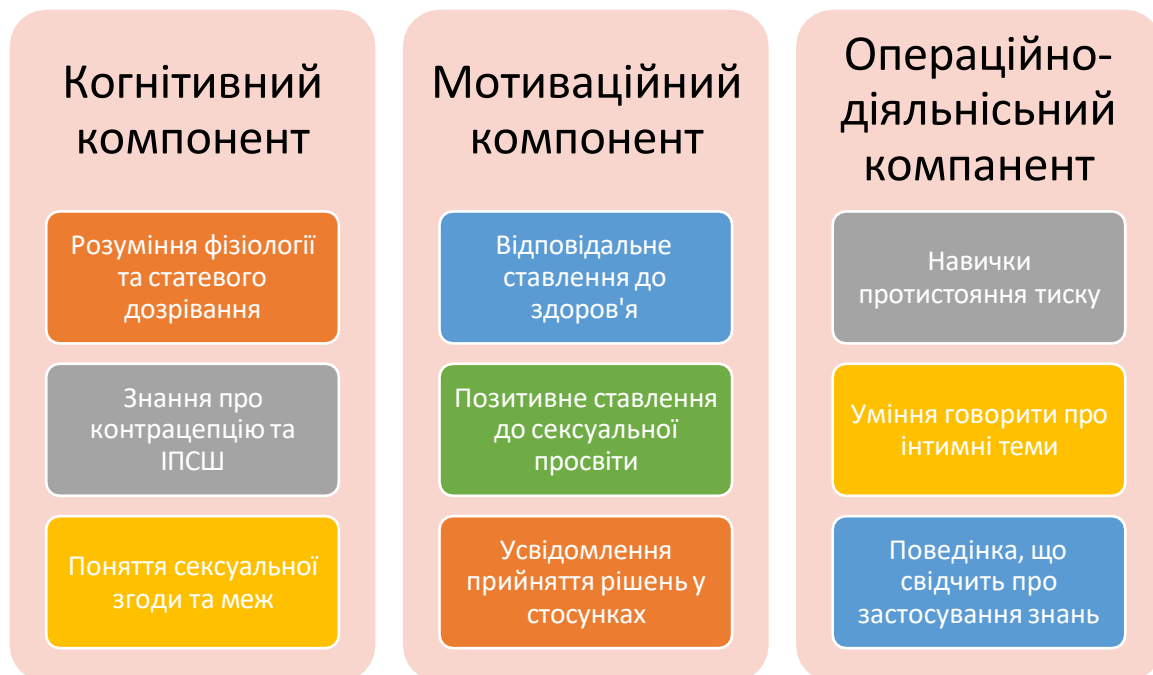 Когнітивний
компонент
Розуміння фізіології
та статевого
дозрівання
Знання про
контрацепцію та
ІПСШ
Поняття сексуальної
згоди та меж
Мотиваційний
компонент
Відповідальне
ставлення до
здоров'я
Позитивне ставлення
до сексуальної
просвіти
Усвідомлення
прийняття рішень у
стосунках
Операційно-
діяльнісьний
компанент
Навички
протистояння тиску
Уміння говорити про
інтимні теми
Поведінка, що
свідчить про
застосування знань